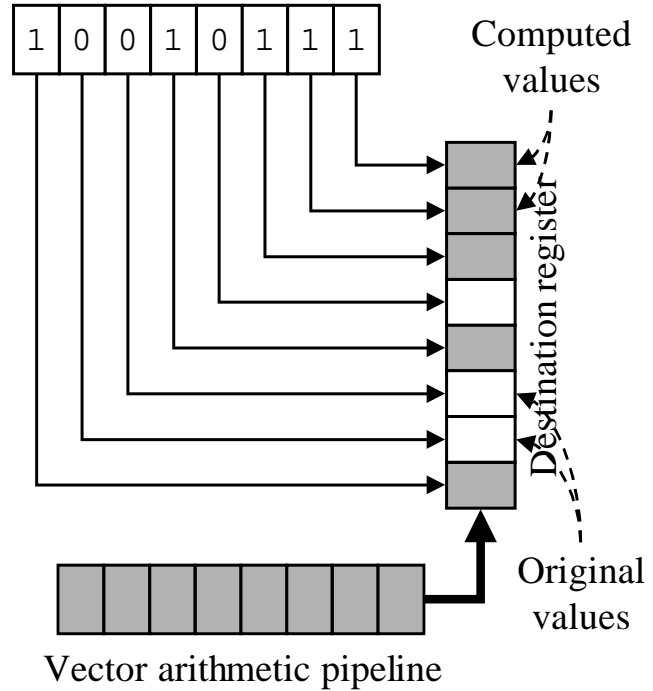 1 0 0 1 0 1 1 1
Computed
values
Destination register
Original
values
Vector arithmetic pipeline